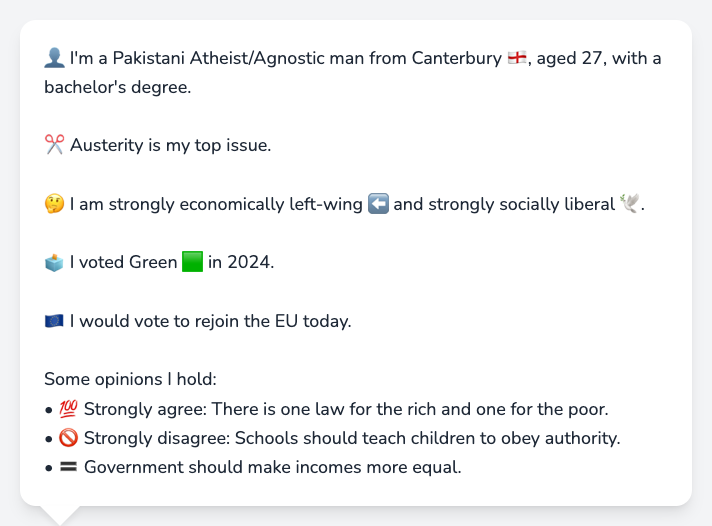 👤 I'm a Pakistani Atheist/Agnostic man from Canterbury 🏴󠁧󠁢󠁥󠁮󠁧󠁿, aged 27, with a
bachelor's degree.
✂️ Austerity is my top issue.
🤔 I am strongly economically left-wing ⬅️ and strongly socially liberal 🕊️.
🗳️ I voted Green 🟩 in 2024.
🇪🇺 I would vote to rejoin the EU today.
Some opinions I hold:
• 💯 Strongly agree: There is one law for the rich and one for the poor.
• 🚫 Strongly disagree: Schools should teach children to obey authority.
• 🟰 Government should make incomes more equal.